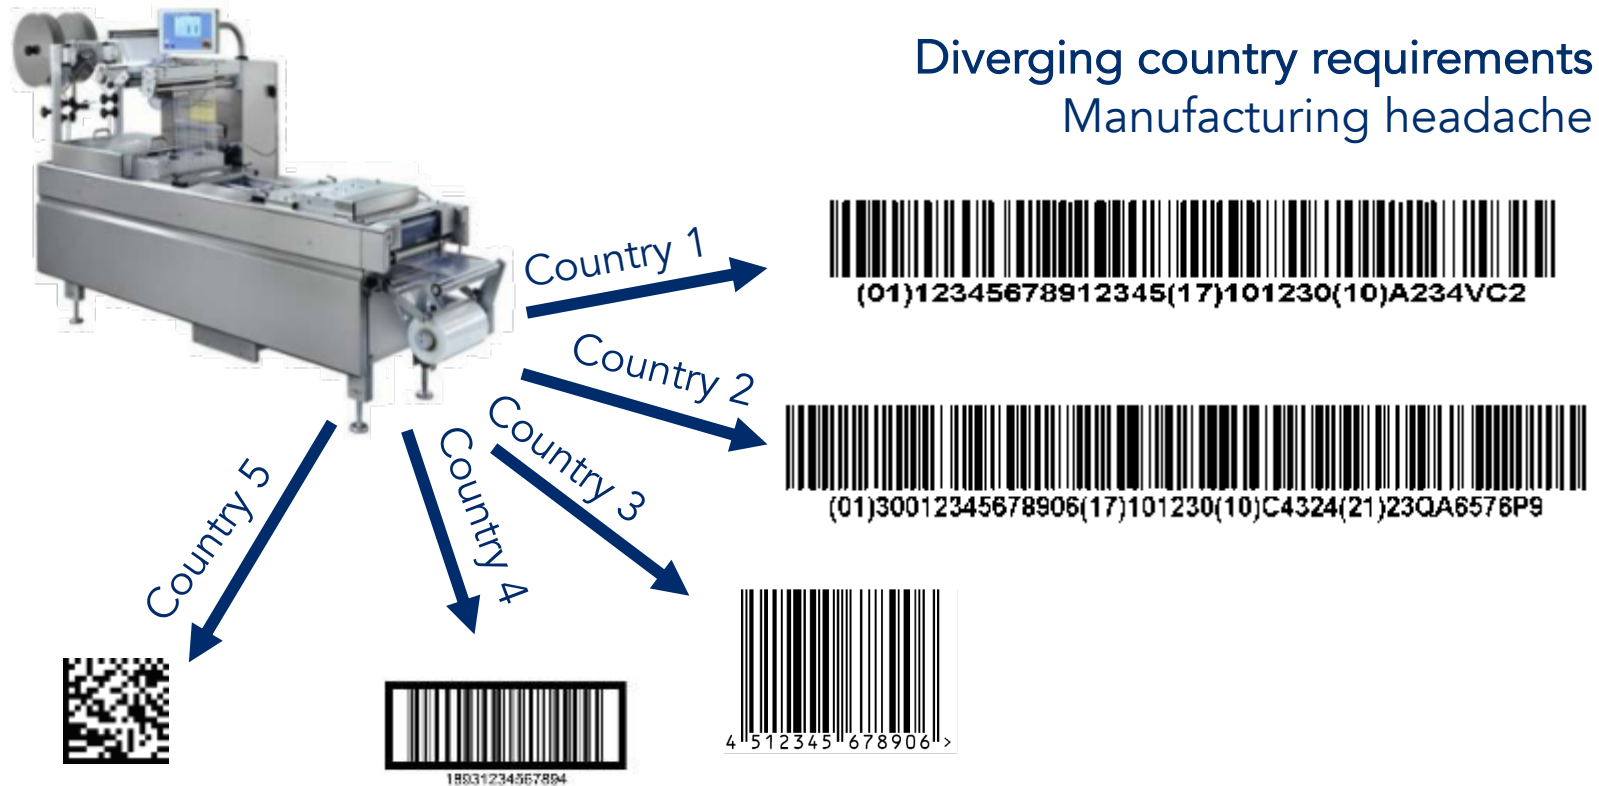 Diverging country requirements
Manufacturing headache
Country 1
(01)12345678912345(17)101230(10)A234VC2
Country 2
(01)30012345678906(17)101230(10)C4324(21)23QA6576P9
Country 3
4 512345 678906 >
Country 4
18931234567894
Country 5